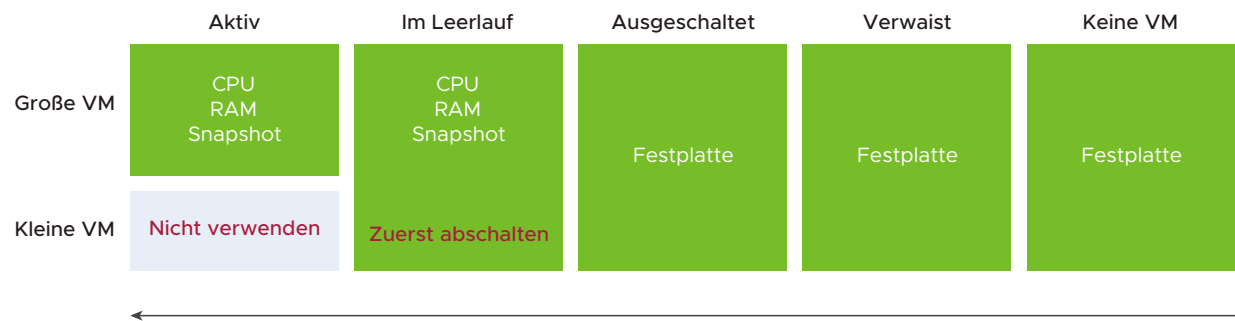 Aktiv
Im Leerlauf
Ausgeschaltet
Verwaist
Keine VM
Große VM
CPU
RAM
Snapshot
CPU
RAM
Snapshot
Festplatte
Festplatte
Festplatte
Kleine VM
Nicht verwenden
Zuerst abschalten